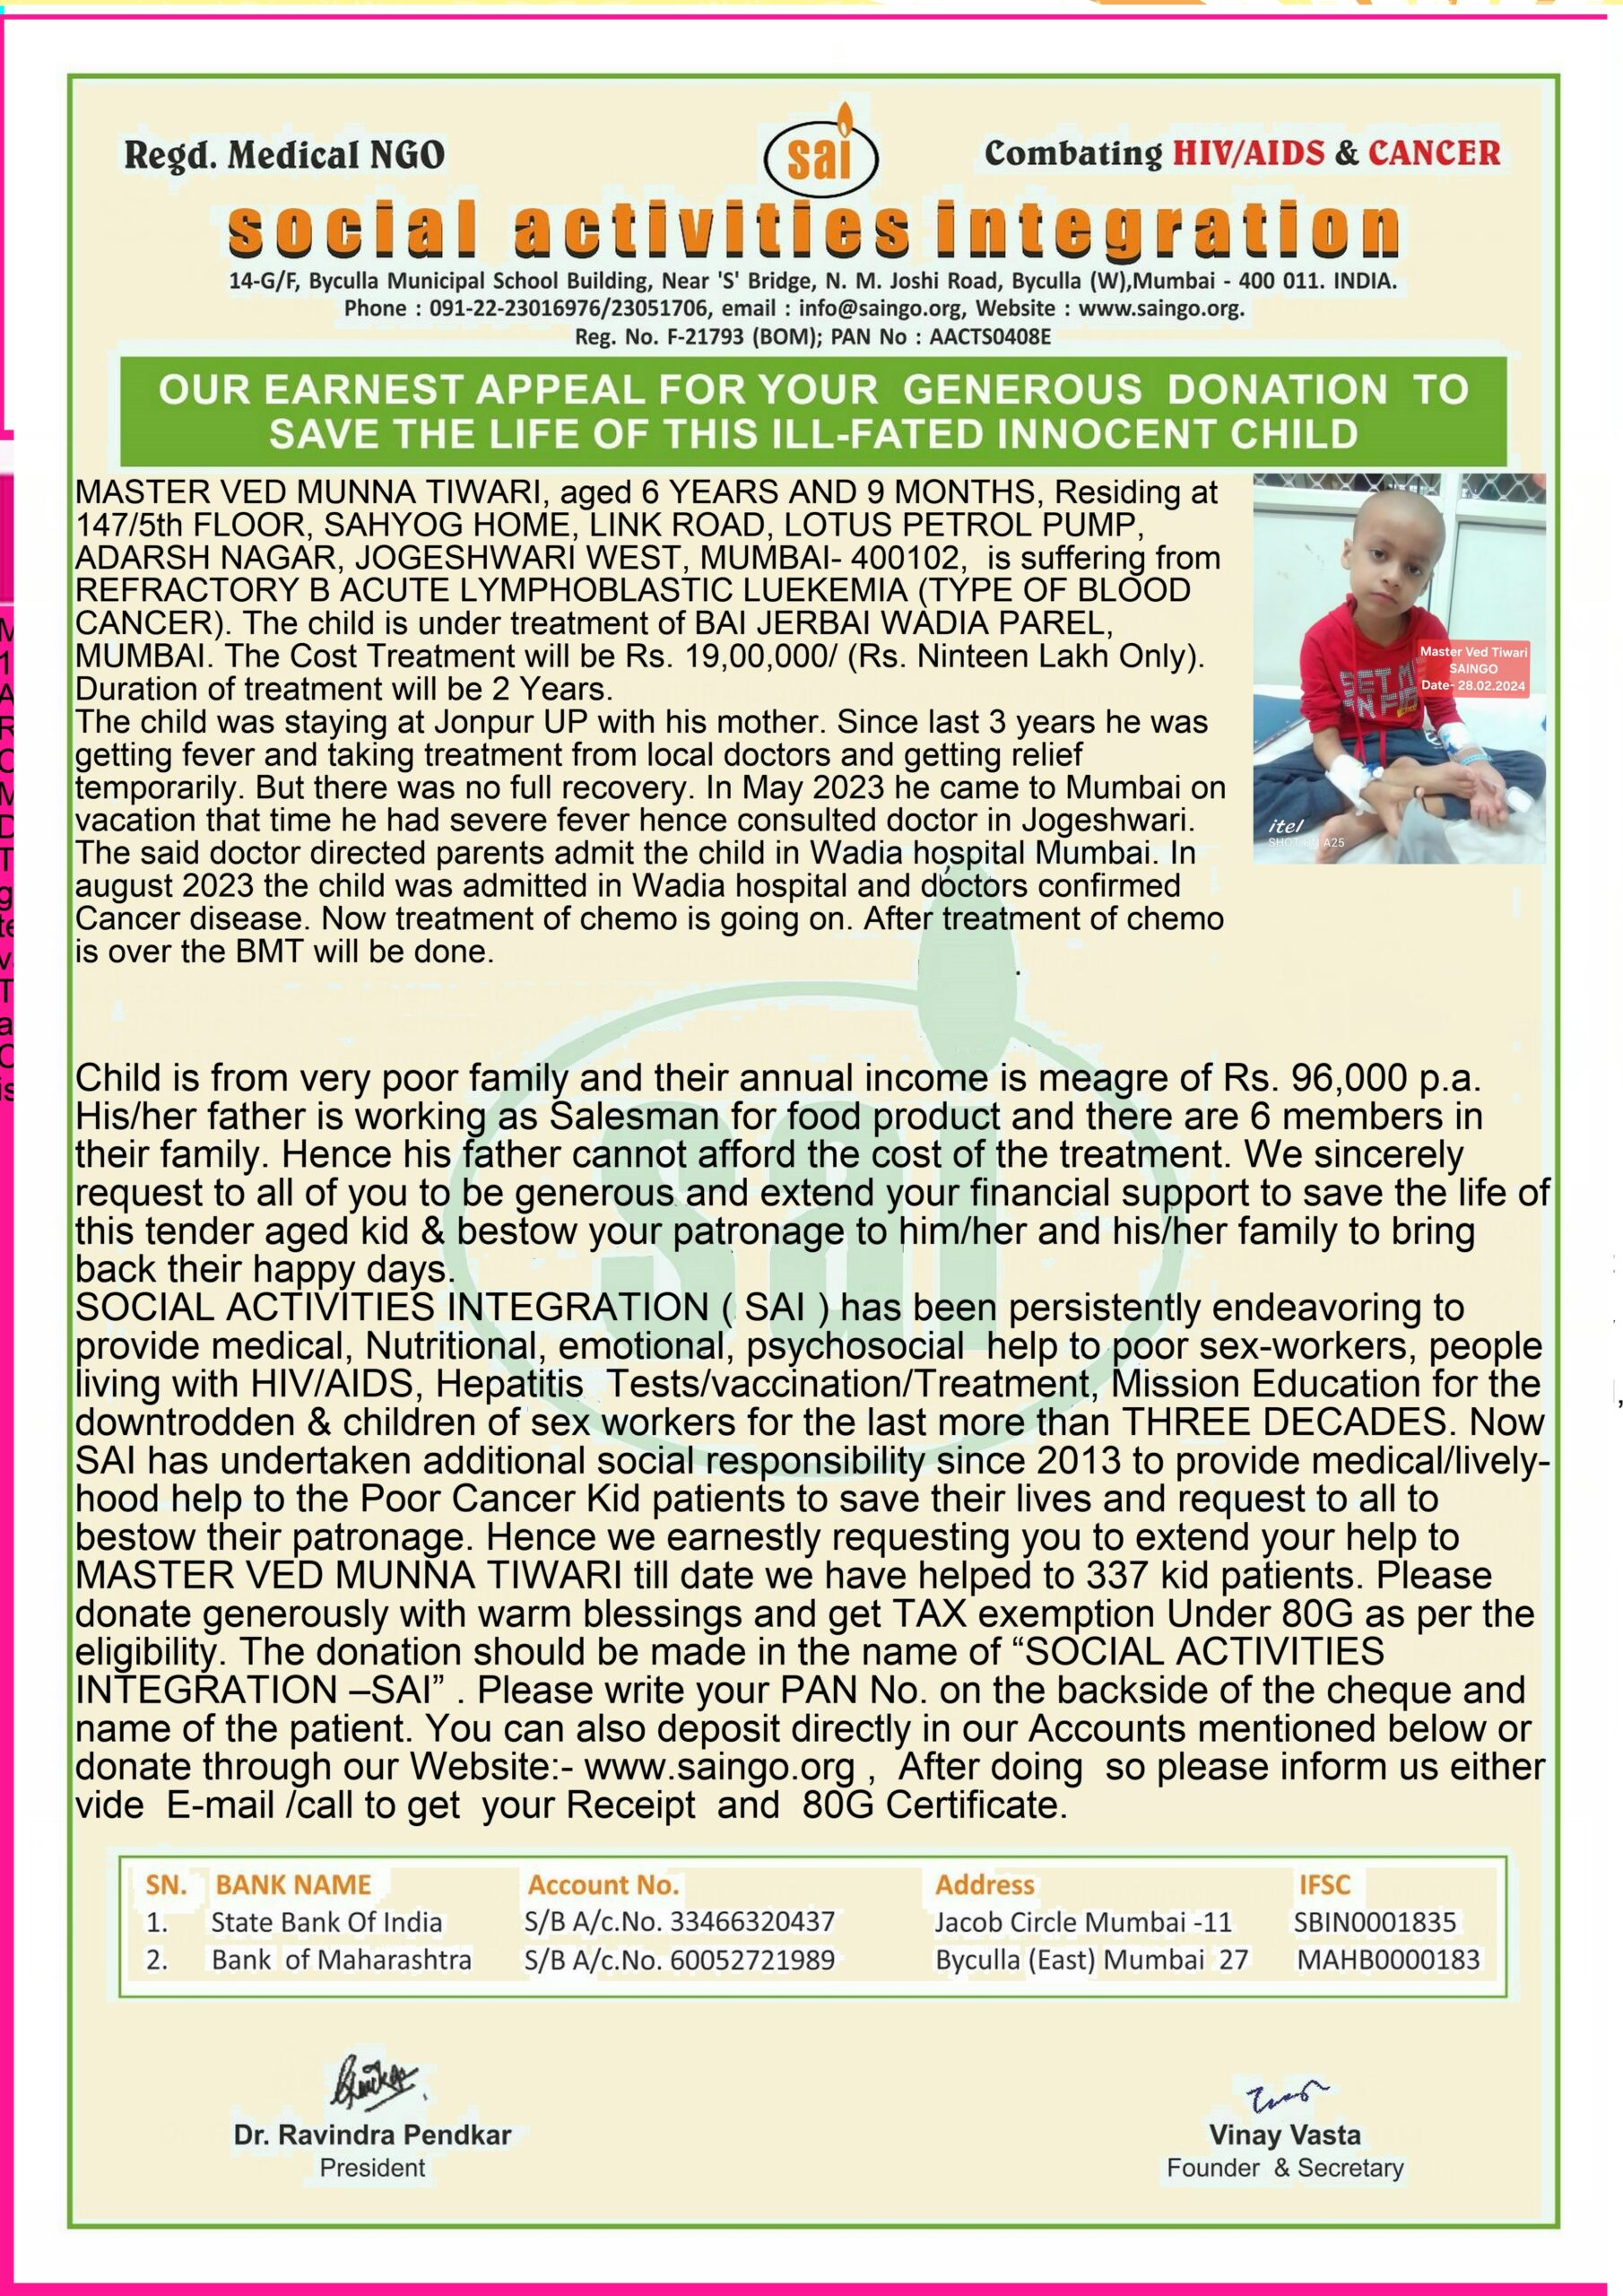 Regd. Medical NGO
sai
Combating HIV/AIDS & CANCER
social activities integration
14-G/F, Byculla Municipal School Building, Near 'S' Bridge, N. M. Joshi Road, Byculla (W),Mumbai - 400 011. INDIA.
Phone : 091-22-23016976/23051706, email : info@saingo.org, Website : www.saingo.org.
Reg. No. F-21793 (BOM); PAN No : AACTS0408E
OUR EARNEST APPEAL FOR YOUR GENEROUS DONATION TO
SAVE THE LIFE OF THIS ILL-FATED INNOCENT CHILD
MASTER VED MUNNA TIWARI, aged 6 YEARS AND 9 MONTHS, Residing at
147/5th FLOOR, SAHYOG HOME, LINK ROAD, LOTUS PETROL PUMP,
ADARSH NAGAR, JOGESHWARI WEST, MUMBAI- 400102, is suffering from
REFRACTORY B ACUTE LYMPHOBLASTIC LUEKEMIA (TYPE OF BLOOD
CANCER). The child is under treatment of BAI JERBAI WADIA PAREL,
MUMBAI. The Cost Treatment will be Rs. 19,00,000/ (Rs. Ninteen Lakh Only).
Duration of treatment will be 2 Years.
The child was staying at Jonpur UP with his mother. Since last 3 years he was
getting fever and taking treatment from local doctors and getting relief
temporarily. But there was no full recovery. In May 2023 he came to Mumbai on
vacation that time he had severe fever hence consulted doctor in Jogeshwari.
The said doctor directed parents admit the child in Wadia hospital Mumbai. In
august 2023 the child was admitted in Wadia hospital and doctors confirmed
Cancer disease. Now treatment of chemo is going on. After treatment of chemo
is over the BMT will be done.
Master Ved Tiwari
SAINGO
Date- 28.02.2024
itel
SHOT ON A25
Child is from very poor family and their annual income is meagre of Rs. 96,000 p.a.
His/her father is working as Salesman for food product and there are 6 members in
their family. Hence his father cannot afford the cost of the treatment. We sincerely
request to all of you to be generous and extend your financial support to save the life of
this tender aged kid & bestow your patronage to him/her and his/her family to bring
back their happy days.
SOCIAL ACTIVITIES INTEGRATION ( SAI ) has been persistently endeavoring to
provide medical, Nutritional, emotional, psychosocial help to poor sex-workers, people
living with HIV/AIDS, Hepatitis Tests/vaccination/Treatment, Mission Education for the
downtrodden & children of sex workers for the last more than THREE DECADES. Now
SAI has undertaken additional social responsibility since 2013 to provide medical/lively-
hood help to the Poor Cancer Kid patients to save their lives and request to all to
bestow their patronage. Hence we earnestly requesting you to extend your help to
MASTER VED MUNNA TIWARI till date we have helped to 337 kid patients. Please
donate generously with warm blessings and get TAX exemption Under 80G as per the
eligibility. The donation should be made in the name of “SOCIAL ACTIVITIES
INTEGRATION –SAI” . Please write your PAN No. on the backside of the cheque and
name of the patient. You can also deposit directly in our Accounts mentioned below or
donate through our Website:- www.saingo.org , After doing so please inform us either
vide E-mail /call to get your Receipt and 80G Certificate.
SN. BANK NAME Account No. Address IFSC
1. State Bank Of India S/B A/c.No. 33466320437 Jacob Circle Mumbai -11 SBIN0001835
2. Bank of Maharashtra S/B A/c.No. 60052721989 Byculla (East) Mumbai 27 MAHB0000183
Dr. Ravindra Pendkar
President
Vinay Vasta
Founder & Secretary